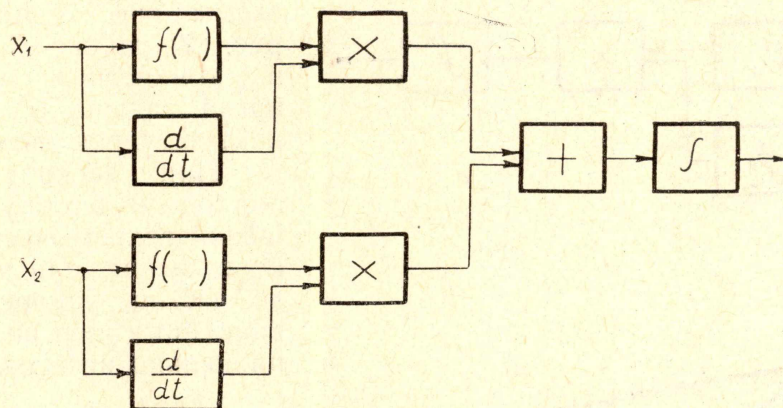 X₁
f( )
×
d
dt
+
∫
X₂
f( )
×
d
dt